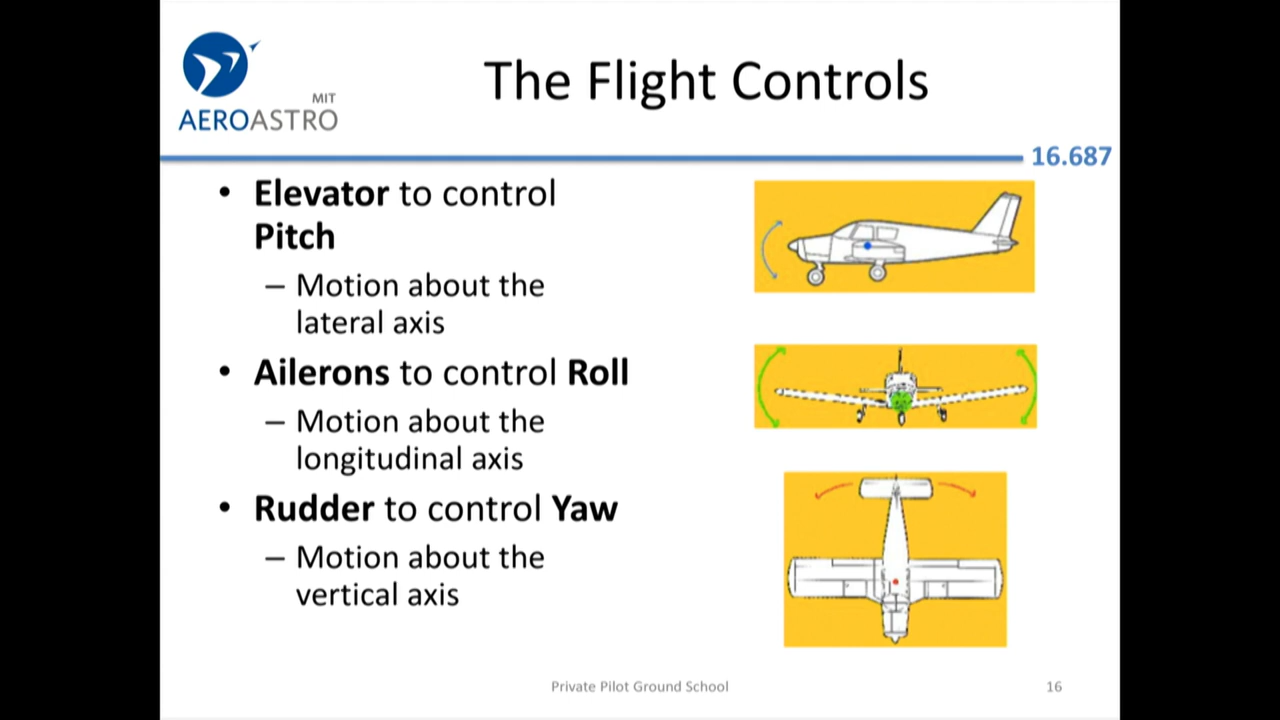 The Flight Controls
MIT
AEROASTRO
16.687
• Elevator to control
Pitch
– Motion about the
lateral axis
• Ailerons to control Roll
– Motion about the
longitudinal axis
• Rudder to control Yaw
– Motion about the
vertical axis
Private Pilot Ground School
16